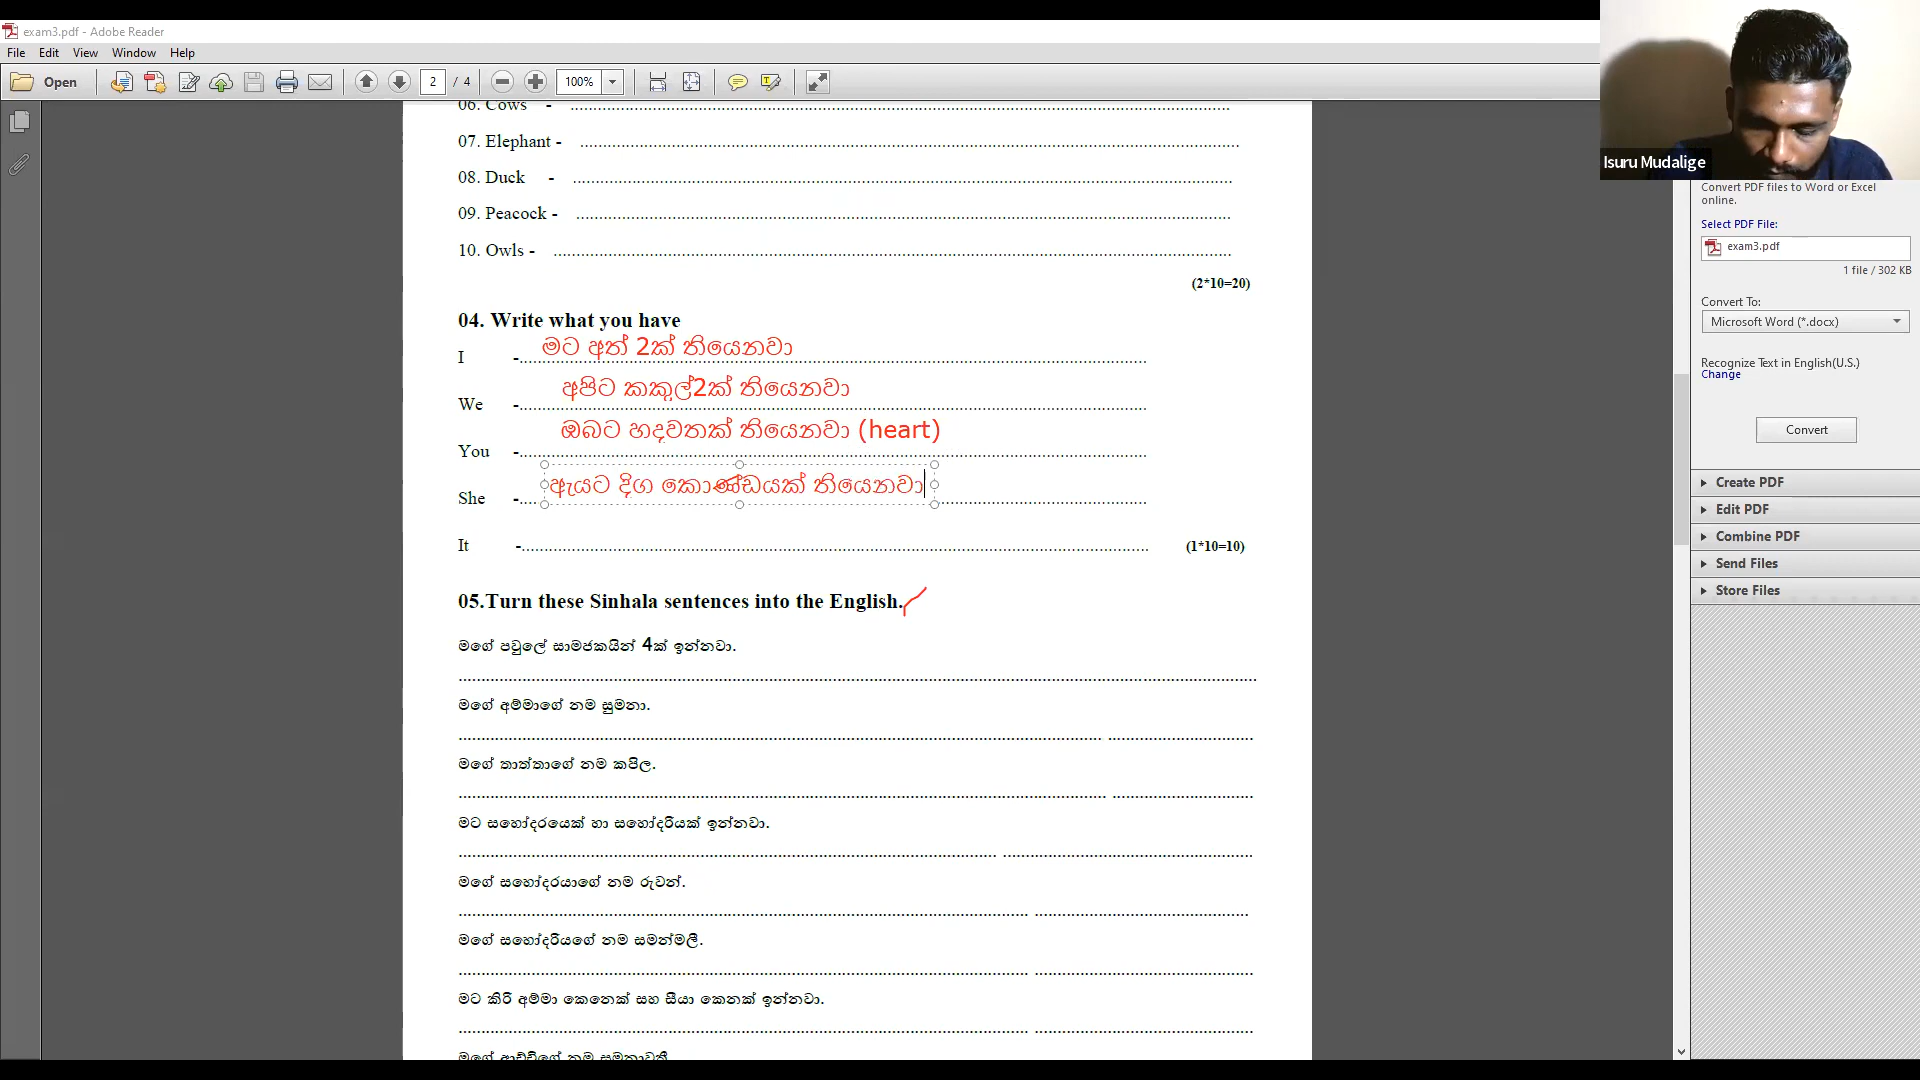 exam3.pdf - Adobe Reader
File Edit View Window Help
Open 2 / 4 100%
Isuru Mudalige
06. Cows - ........
07. Elephant - ........
08. Duck - ........
09. Peacock - ........
10. Owls - ........
(2*10=20)
04. Write what you have
I - මට අත් 2ක් තියෙනවා
We - අපිට කකුල්2ක් තියෙනවා
You - ඔබට හදවතක් තියෙනවා (heart)
She - ඇයට දිග කොණ්ඩයක් තියෙනවා
It - ........ (1*10=10)
05.Turn these Sinhala sentences into the English.
මගේ පවුලේ සාමජකයින් 4ක් ඉන්නවා.
මගේ අම්මාගේ නම සුමනා.
මගේ තාත්තාගේ නම කපිල.
මට සහෝදරයෙක් හා සහෝදරියක් ඉන්නවා.
මගේ සහෝදරයාගේ නම රුවන්.
මගේ සහෝදරියගේ නම සමන්මලී.
මට කිරි අම්මා කෙනෙක් සහ සීයා කෙනක් ඉන්නවා.
Convert PDF files to Word or Excel
online.
Select PDF File:
exam3.pdf
1 file / 302 KB
Convert To:
Microsoft Word (*.docx)
Recognize Text in English(U.S.)
Change
Convert
Create PDF
Edit PDF
Combine PDF
Send Files
Store Files